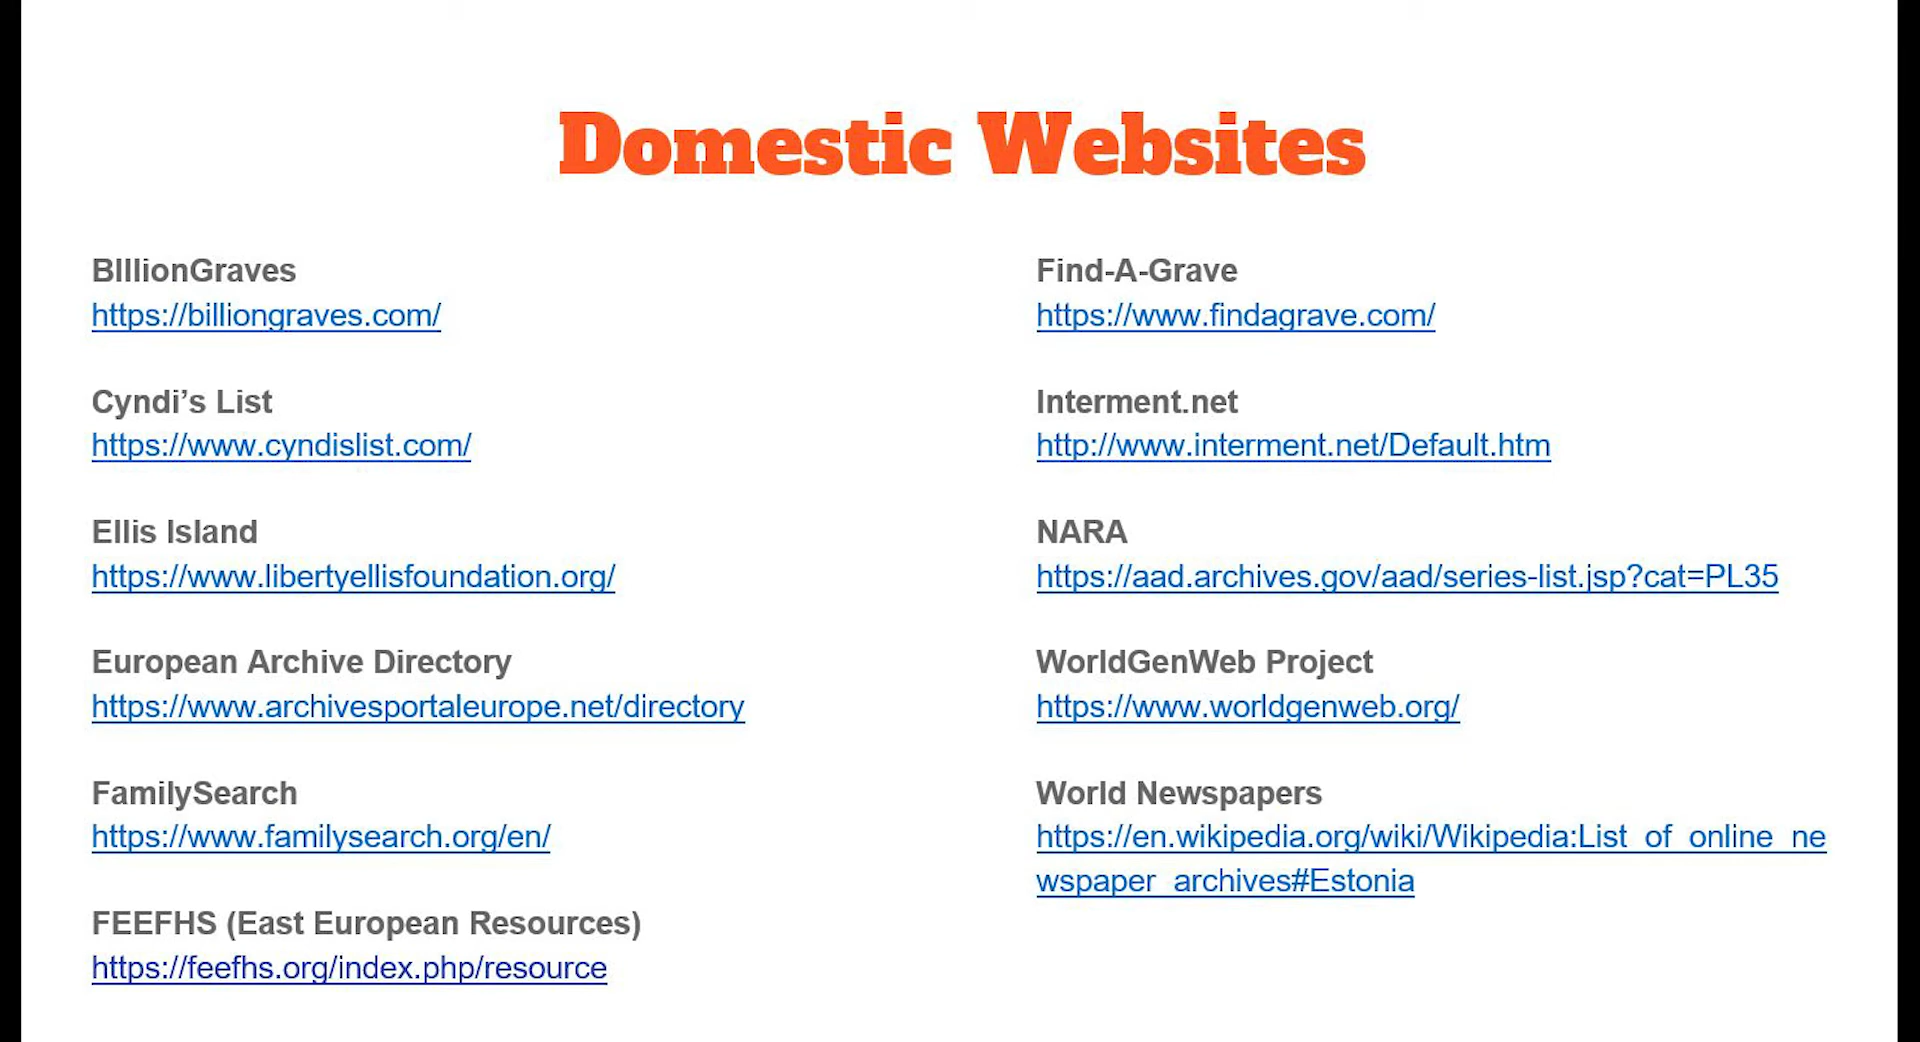 Domestic Websites
BIllionGraves
https://billiongraves.com/
Cyndi’s List
https://www.cyndislist.com/
Ellis Island
https://www.libertyellisfoundation.org/
European Archive Directory
https://www.archivesportaleurope.net/directory
FamilySearch
https://www.familysearch.org/en/
FEEFHS (East European Resources)
https://feefhs.org/index.php/resource
Find-A-Grave
https://www.findagrave.com/
Interment.net
http://www.interment.net/Default.htm
NARA
https://aad.archives.gov/aad/series-list.jsp?cat=PL35
WorldGenWeb Project
https://www.worldgenweb.org/
World Newspapers
https://en.wikipedia.org/wiki/Wikipedia:List_of_online_ne
wspaper_archives#Estonia